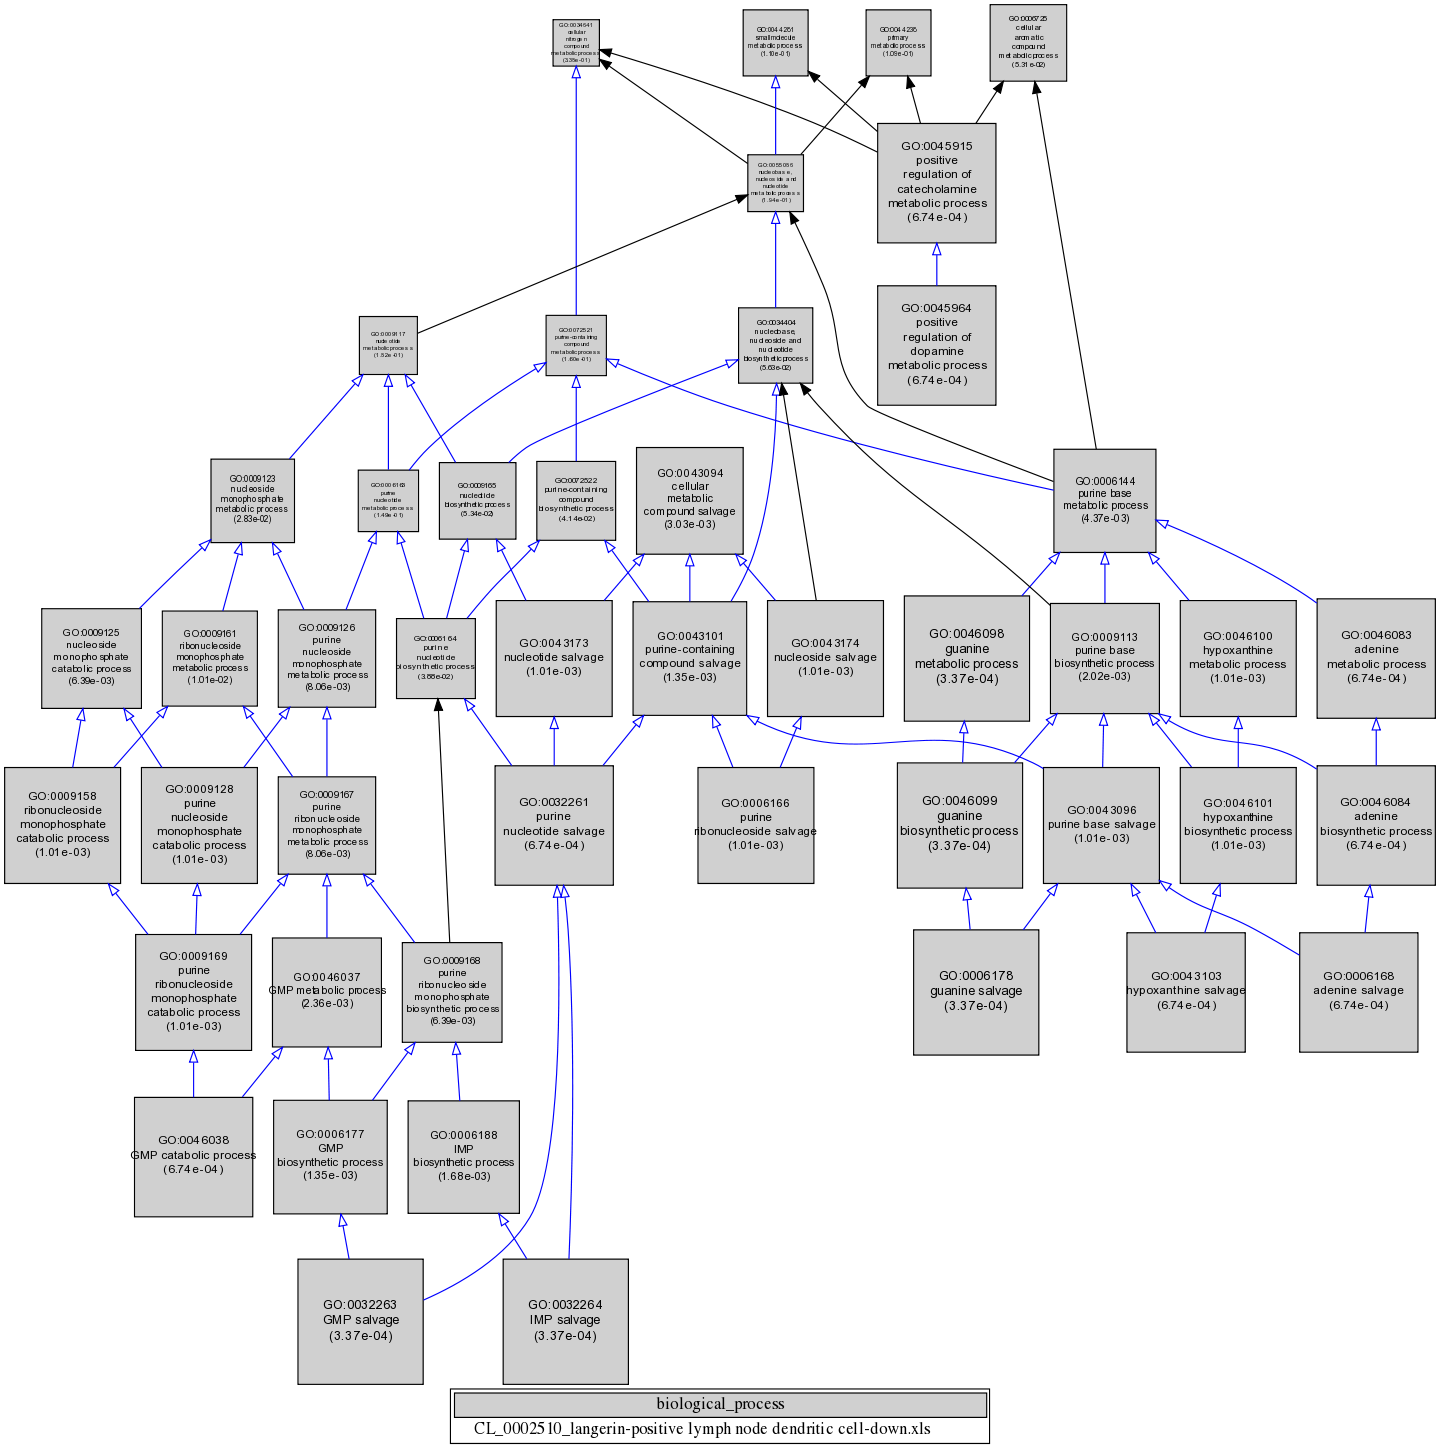 GO:0034641
cellular
nitrogen
compound
metabolic process
(3.36e-01)
GO:0044281
small molecule
metabolic process
(1.10e-01)
GO:0044238
primary
metabolic process
(1.09e-01)
GO:0006725
cellular
aromatic
compound
metabolic process
(5.31e-02)
GO:0045915
positive
regulation of
catecholamine
metabolic process
(6.74e-04)
GO:0055086
nucleobase,
nucleoside and
nucleotide
metabolic process
(1.94e-01)
GO:0045964
positive
regulation of
dopamine
metabolic process
(6.74e-04)
GO:0009117
nucleotide
metabolic process
(1.82e-01)
GO:0072521
purine-containing
compound
metabolic process
(1.60e-01)
GO:0034404
nucleobase,
nucleoside and
nucleotide
biosynthetic process
(5.63e-02)
GO:0009123
nucleoside
monophosphate
metabolic process
(2.83e-02)
GO:0006163
purine
nucleotide
metabolic process
(1.49e-01)
GO:0009165
nucleotide
biosynthetic process
(5.34e-02)
GO:0072522
purine-containing
compound
biosynthetic process
(4.14e-02)
GO:0043094
cellular
metabolic
compound salvage
(3.03e-03)
GO:0006144
purine base
metabolic process
(4.37e-03)
GO:0009125
nucleoside
monophosphate
catabolic process
(6.39e-03)
GO:0009161
ribonucleoside
monophosphate
metabolic process
(1.01e-02)
GO:0009126
purine
nucleoside
monophosphate
metabolic process
(8.06e-03)
GO:0006164
purine
nucleotide
biosynthetic process
(3.66e-02)
GO:0043173
nucleotide salvage
(1.01e-03)
GO:0043101
purine-containing
compound salvage
(1.35e-03)
GO:0043174
nucleoside salvage
(1.01e-03)
GO:0046098
guanine
metabolic process
(3.37e-04)
GO:0009113
purine base
biosynthetic process
(2.02e-03)
GO:0046100
hypoxanthine
metabolic process
(1.01e-03)
GO:0046083
adenine
metabolic process
(6.74e-04)
GO:0009158
ribonucleoside
monophosphate
catabolic process
(1.01e-03)
GO:0009128
purine
nucleoside
monophosphate
catabolic process
(1.01e-03)
GO:0009167
purine
ribonucleoside
monophosphate
metabolic process
(8.06e-03)
GO:0032261
purine
nucleotide salvage
(6.74e-04)
GO:0006166
purine
ribonucleoside salvage
(1.01e-03)
GO:0046099
guanine
biosynthetic process
(3.37e-04)
GO:0043096
purine base salvage
(1.01e-03)
GO:0046101
hypoxanthine
biosynthetic process
(1.01e-03)
GO:0046084
adenine
biosynthetic process
(6.74e-04)
GO:0009169
purine
ribonucleoside
monophosphate
catabolic process
(1.01e-03)
GO:0046037
GMP metabolic process
(2.36e-03)
GO:0009168
purine
ribonucleoside
monophosphate
biosynthetic process
(6.39e-03)
GO:0006178
guanine salvage
(3.37e-04)
GO:0043103
hypoxanthine salvage
(6.74e-04)
GO:0006168
adenine salvage
(6.74e-04)
GO:0046038
GMP catabolic process
(6.74e-04)
GO:0006177
GMP
biosynthetic process
(1.35e-03)
GO:0006188
IMP
biosynthetic process
(1.68e-03)
GO:0032263
GMP salvage
(3.37e-04)
GO:0032264
IMP salvage
(3.37e-04)
biological_process
CL_0002510_langerin-positive lymph node dendritic cell-down.xls